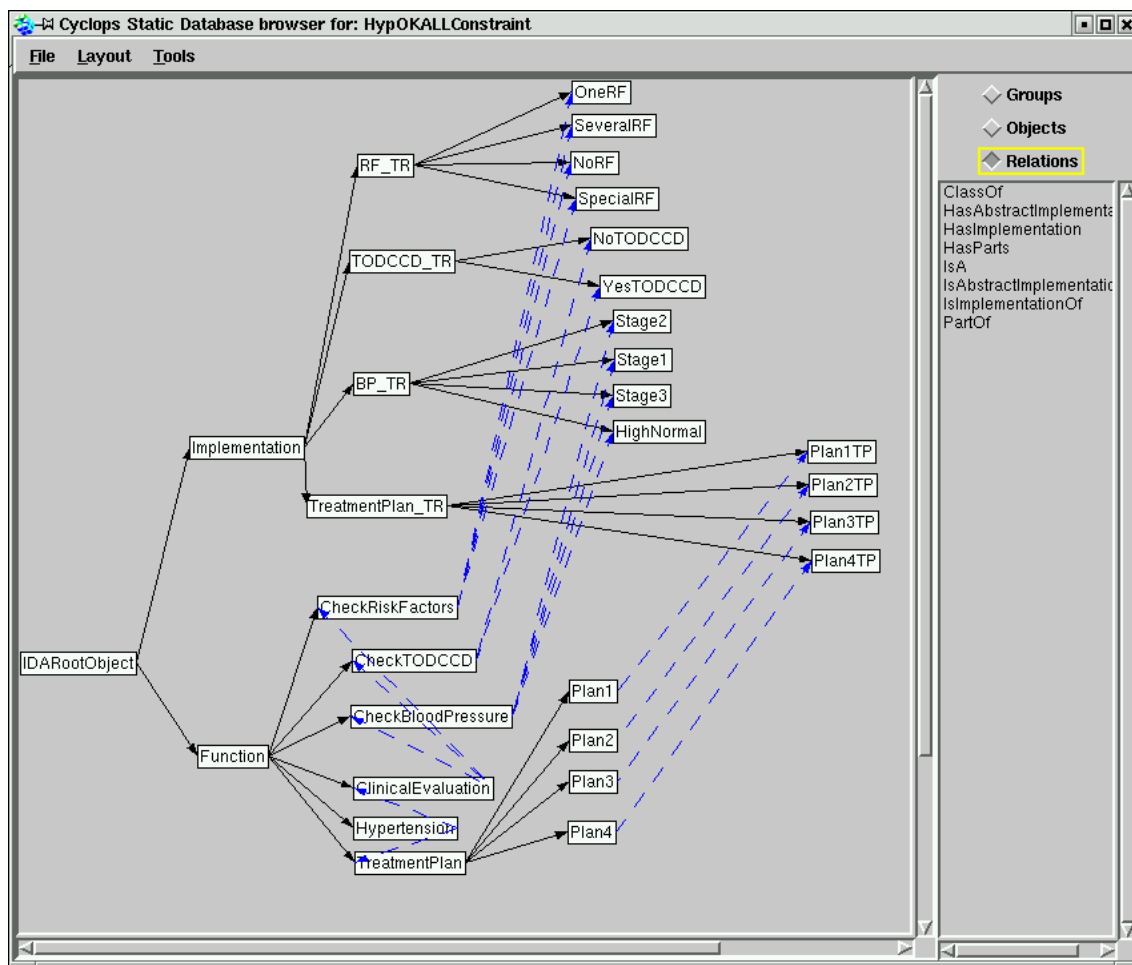 Cyclops Static Database browser for: HypOKALLConstraint
File Layout Tools
OneRF
SeveralRF
RF_TR
NoRF
SpecialRF
NoTODCCD
TODCCD_TR
YesTODCCD
Stage2
Stage1
BP_TR
Stage3
HighNormal
Implementation
Plan1TP
Plan2TP
TreatmentPlan_TR
Plan3TP
Plan4TP
CheckRiskFactors
IDARootObject
CheckTODCCD
Plan1
CheckBloodPressure
Plan2
Function
Plan3
ClinicalEvaluation
Hypertension
Plan4
TreatmentPlan
Groups
Objects
Relations
ClassOf
HasAbstractImplementa
HasImplementation
HasParts
IsA
IsAbstractImplementatio
IsImplementationOf
PartOf